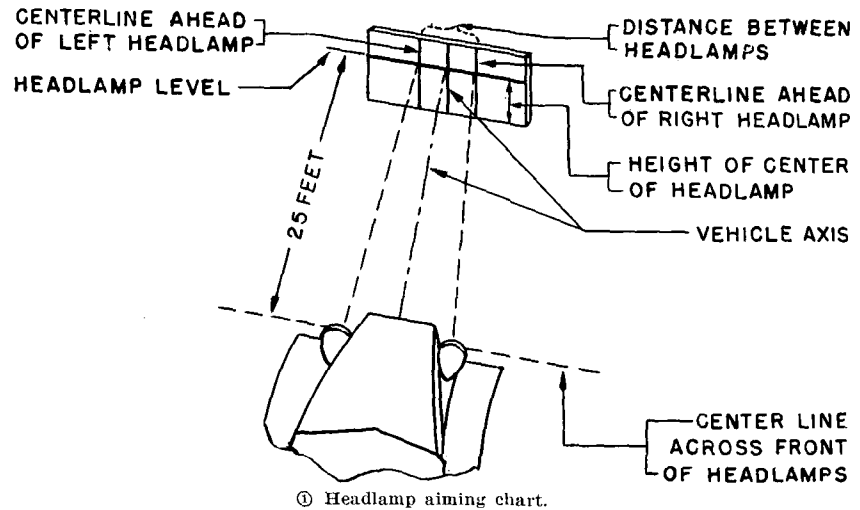 CENTERLINE AHEAD
OF LEFT HEADLAMP
HEADLAMP LEVEL
DISTANCE BETWEEN
HEADLAMPS
CENTERLINE AHEAD
OF RIGHT HEADLAMP
HEIGHT OF CENTER
OF HEADLAMP
VEHICLE AXIS
25 FEET
CENTER LINE
ACROSS FRONT
OF HEADLAMPS
① Headlamp aiming chart.